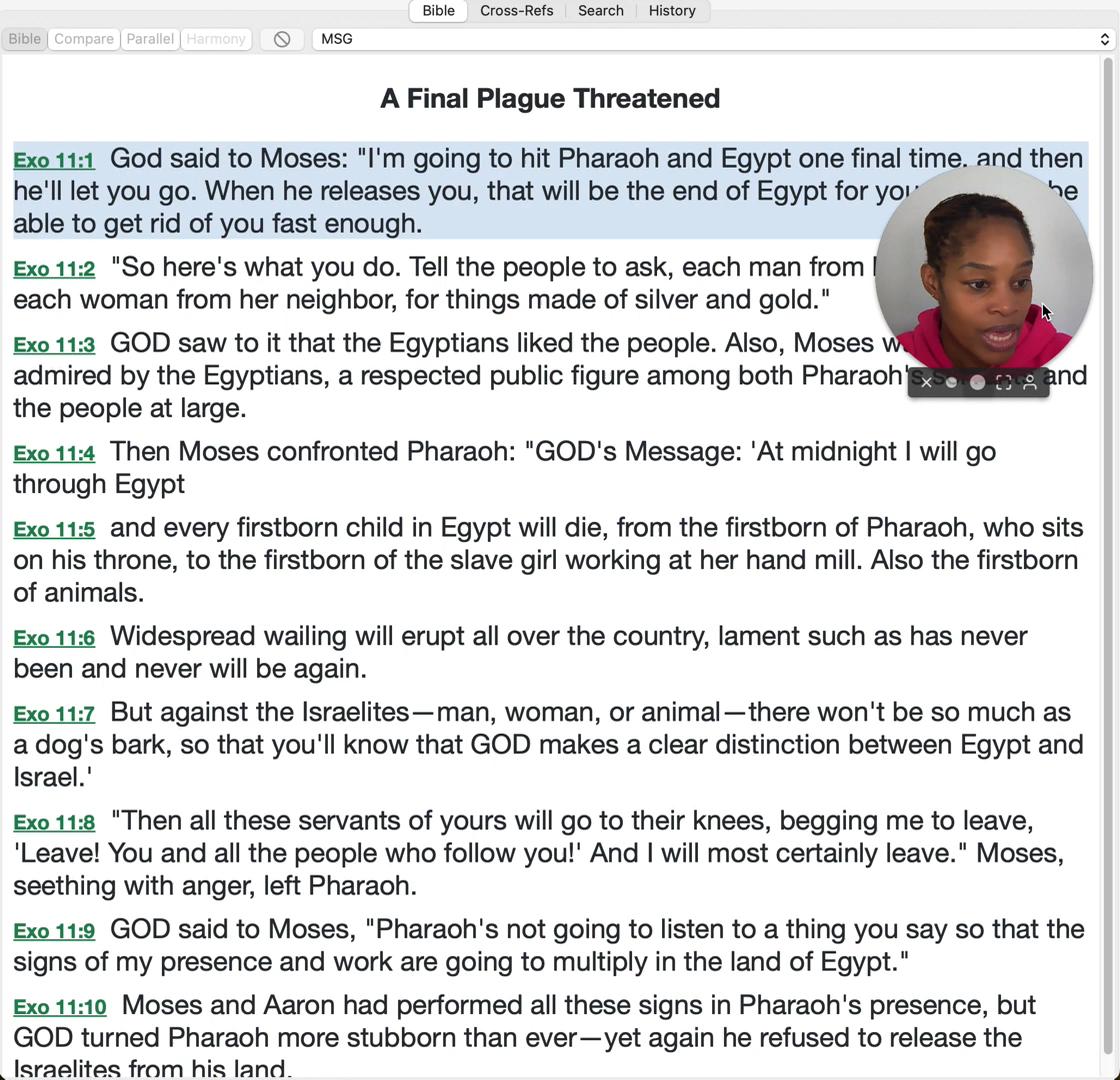 Bible Cross-Refs Search History
Bible Compare Parallel Harmony MSG
A Final Plague Threatened
Exo 11:1 God said to Moses: "I'm going to hit Pharaoh and Egypt one final time, and then
he'll let you go. When he releases you, that will be the end of Egypt for you be
able to get rid of you fast enough.
Exo 11:2 "So here's what you do. Tell the people to ask, each man from
each woman from her neighbor, for things made of silver and gold."
Exo 11:3 GOD saw to it that the Egyptians liked the people. Also, Moses
admired by the Egyptians, a respected public figure among both Pharaoh's and
the people at large.
Exo 11:4 Then Moses confronted Pharaoh: "GOD's Message: 'At midnight I will go
through Egypt
Exo 11:5 and every firstborn child in Egypt will die, from the firstborn of Pharaoh, who sits
on his throne, to the firstborn of the slave girl working at her hand mill. Also the firstborn
of animals.
Exo 11:6 Widespread wailing will erupt all over the country, lament such as has never
been and never will be again.
Exo 11:7 But against the Israelites—man, woman, or animal—there won't be so much as
a dog's bark, so that you'll know that GOD makes a clear distinction between Egypt and
Israel.'
Exo 11:8 "Then all these servants of yours will go to their knees, begging me to leave,
'Leave! You and all the people who follow you!' And I will most certainly leave." Moses,
seething with anger, left Pharaoh.
Exo 11:9 GOD said to Moses, "Pharaoh's not going to listen to a thing you say so that the
signs of my presence and work are going to multiply in the land of Egypt."
Exo 11:10 Moses and Aaron had performed all these signs in Pharaoh's presence, but
GOD turned Pharaoh more stubborn than ever—yet again he refused to release the
Israelites from his land.